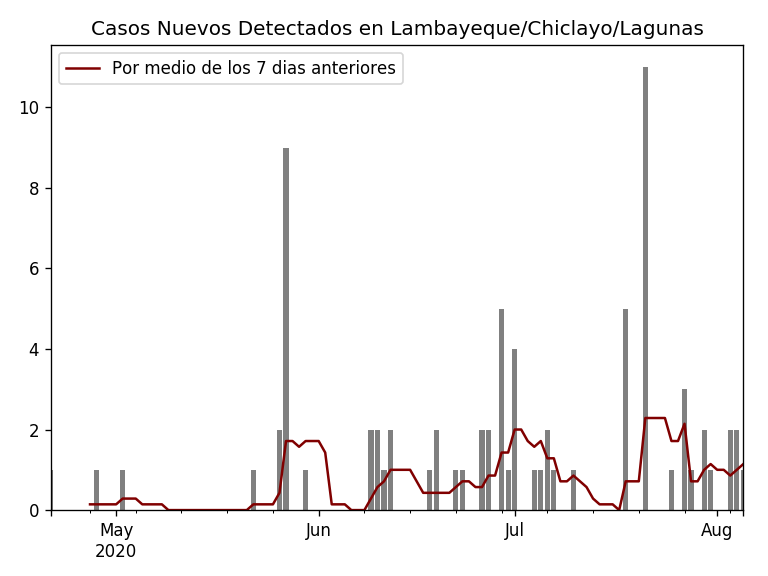 Casos Nuevos Detectados en Lambayeque/Chiclayo/Lagunas
Por medio de los 7 dias anteriores
10
8
6
4
2
0
May
2020
Jun
Jul
Aug